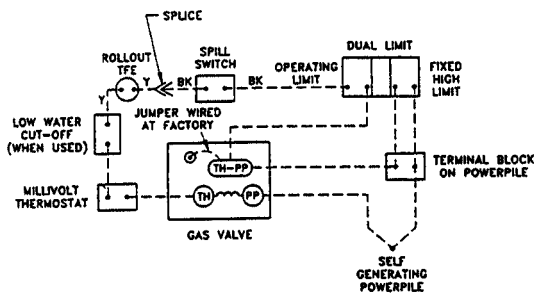 SPLICE
ROLLOUT
TFE
SPILL
SWITCH
DUAL LIMIT
OPERATING
LIMIT
FIXED
HIGH
LIMIT
Y
BK
BK
Y
LOW WATER
CUT-OFF
(WHEN USED)
JUMPER WIRED
AT FACTORY
TH-PP
TERMINAL BLOCK
ON POWERPILE
MILLIVOLT
THERMOSTAT
TH
PP
GAS VALVE
SELF
GENERATING
POWERPILE